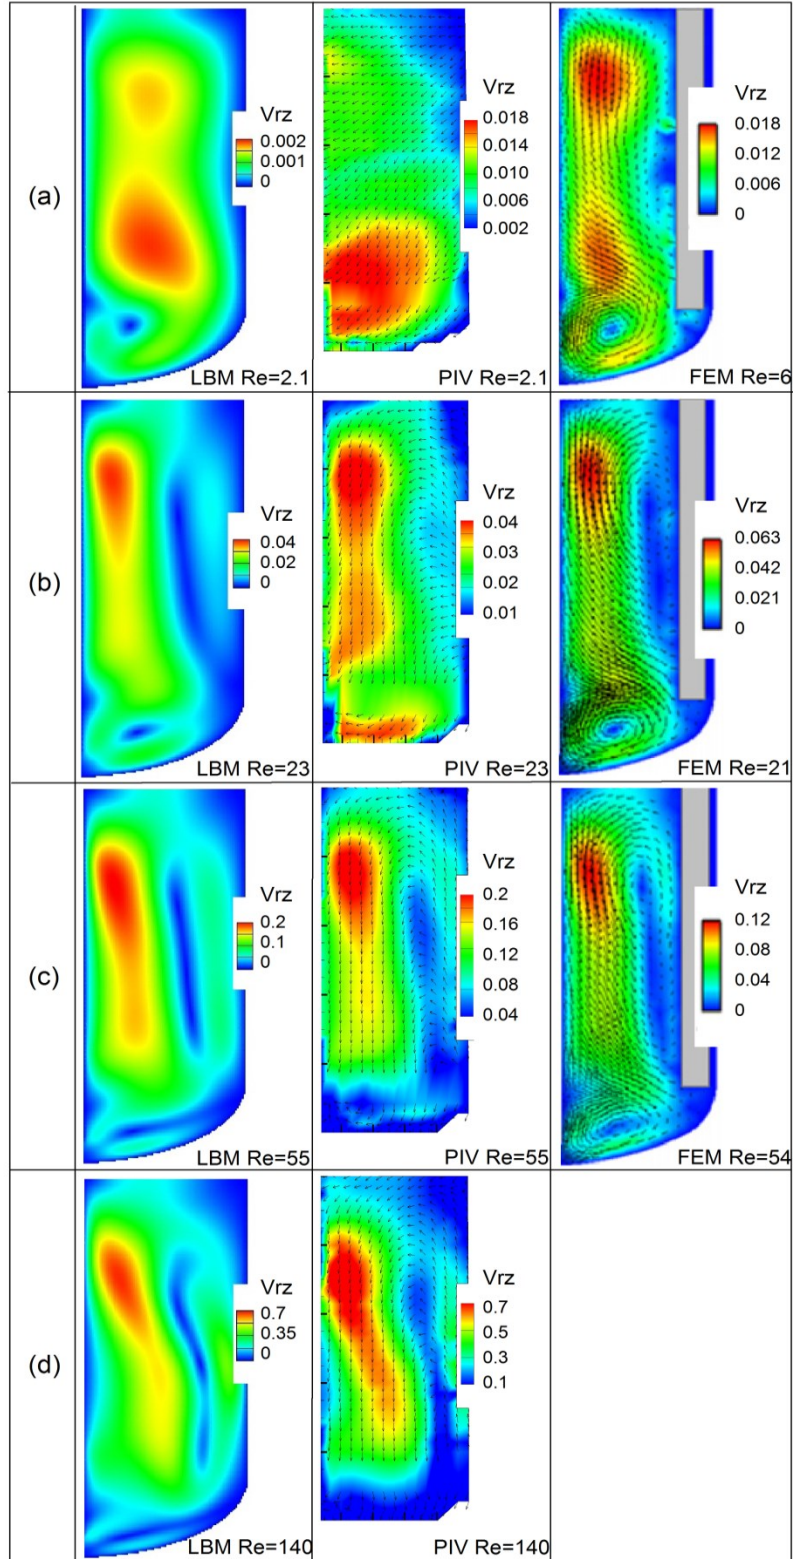 (a)
Vrz
0.002
0.001
0
LBM Re=2.1
Vrz
0.018
0.014
0.010
0.006
0.002
PIV Re=2.1
Vrz
0.018
0.012
0.006
0
FEM Re=6
(b)
Vrz
0.04
0.02
0
LBM Re=23
Vrz
0.04
0.03
0.02
0.01
PIV Re=23
Vrz
0.063
0.042
0.021
0
FEM Re=21
(c)
Vrz
0.2
0.1
0
LBM Re=55
Vrz
0.2
0.16
0.12
0.08
0.04
PIV Re=55
Vrz
0.12
0.08
0.04
0
FEM Re=54
(d)
Vrz
0.7
0.35
0
LBM Re=140
Vrz
0.7
0.5
0.3
0.1
PIV Re=140